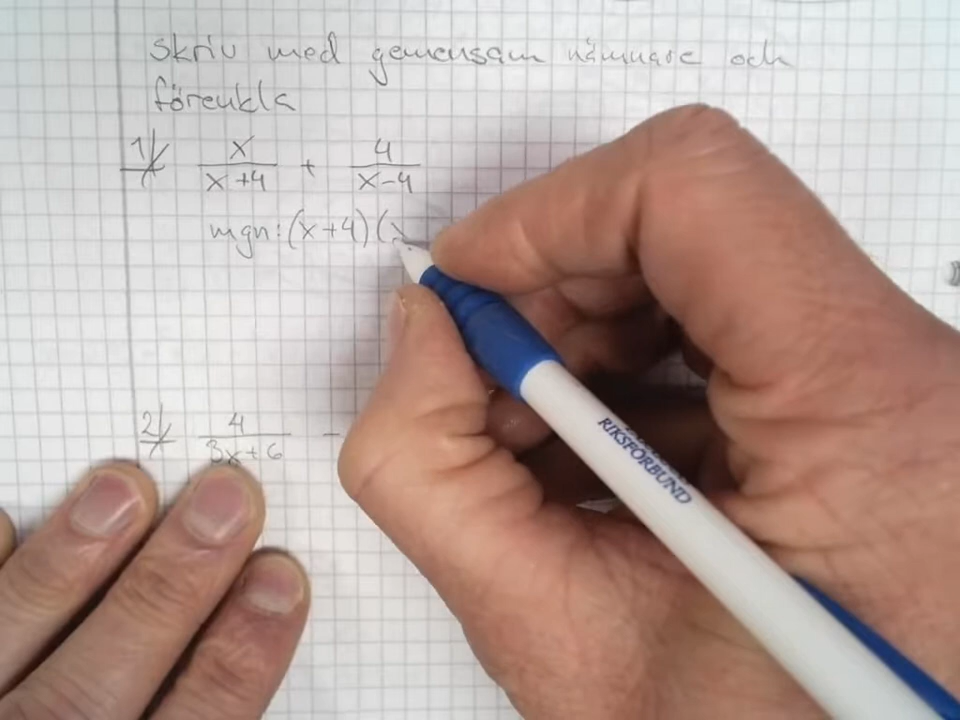 Skriv med gemensam nämnare och
förenkla
1/ x/(x+4) + 4/(x-4)
mgn: (x+4)(x
2/ 4/(3x+6) -
RIKSFÖRBUND